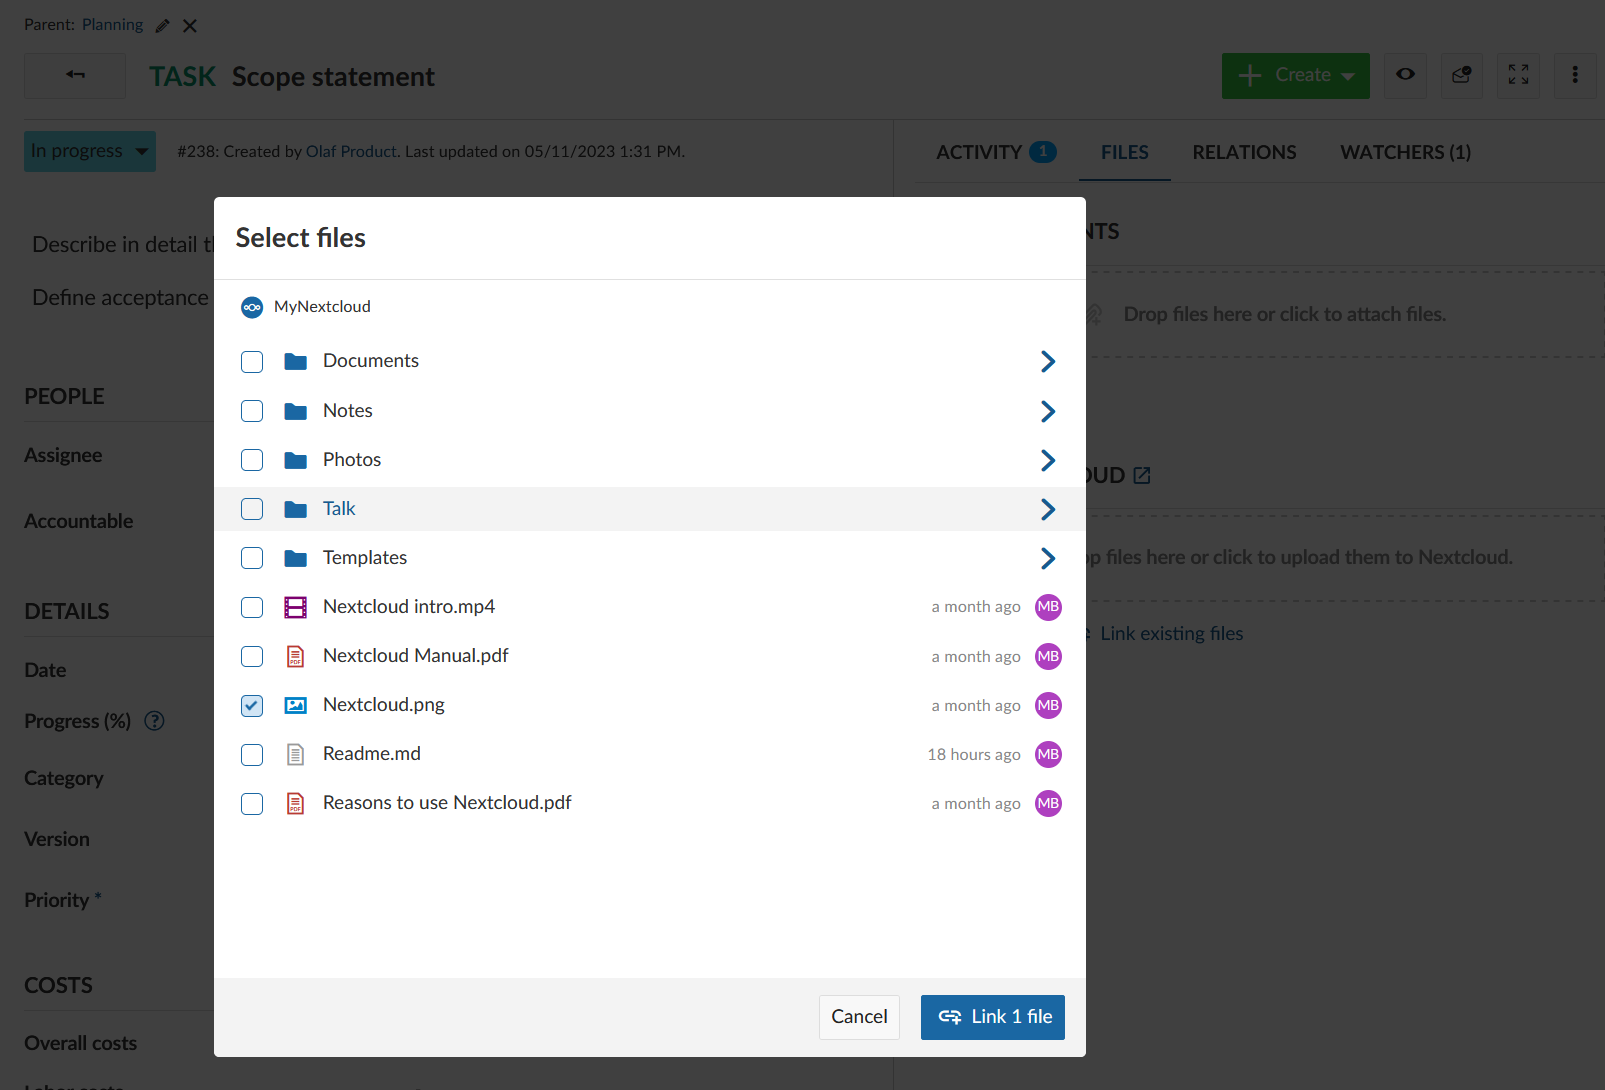 Parent: Planning
TASK Scope statement
Create
In progress
#238: Created by Olaf Product. Last updated on 05/11/2023 1:31 PM.
ACTIVITY 1
FILES
RELATIONS
WATCHERS (1)
Describe in detail
Define acceptance
PEOPLE
Assignee
Accountable
DETAILS
Date
Progress (%) ?
Category
Version
Priority *
COSTS
Overall costs
Labor costs
Select files
MyNextcloud
Documents
Notes
Photos
Talk
Templates
Nextcloud intro.mp4 a month ago MB
Nextcloud Manual.pdf a month ago MB
Nextcloud.png a month ago MB
Readme.md 18 hours ago MB
Reasons to use Nextcloud.pdf a month ago MB
Cancel
Link 1 file
NTS
Drop files here or click to attach files.
OUD
op files here or click to upload them to Nextcloud.
Link existing files